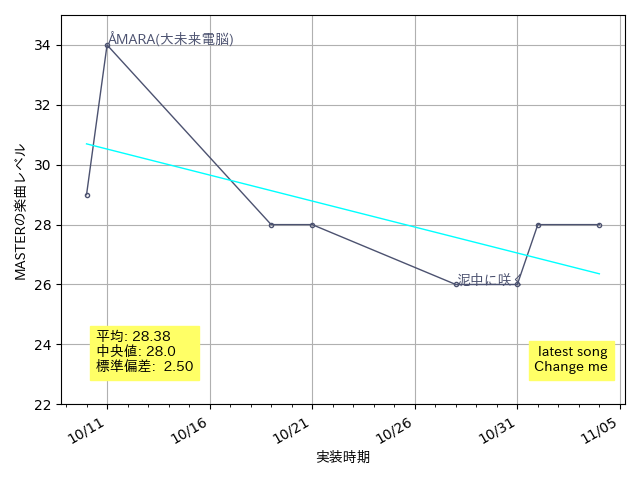 34
32
30
28
26
24
22
MASTERの楽曲レベル
ÅMARA(大未来電脳)
泥中に咲く
平均: 28.38
中央値: 28.0
標準偏差: 2.50
latest song
Change me
10/11
10/16
10/21
10/26
10/31
11/05
実装時期